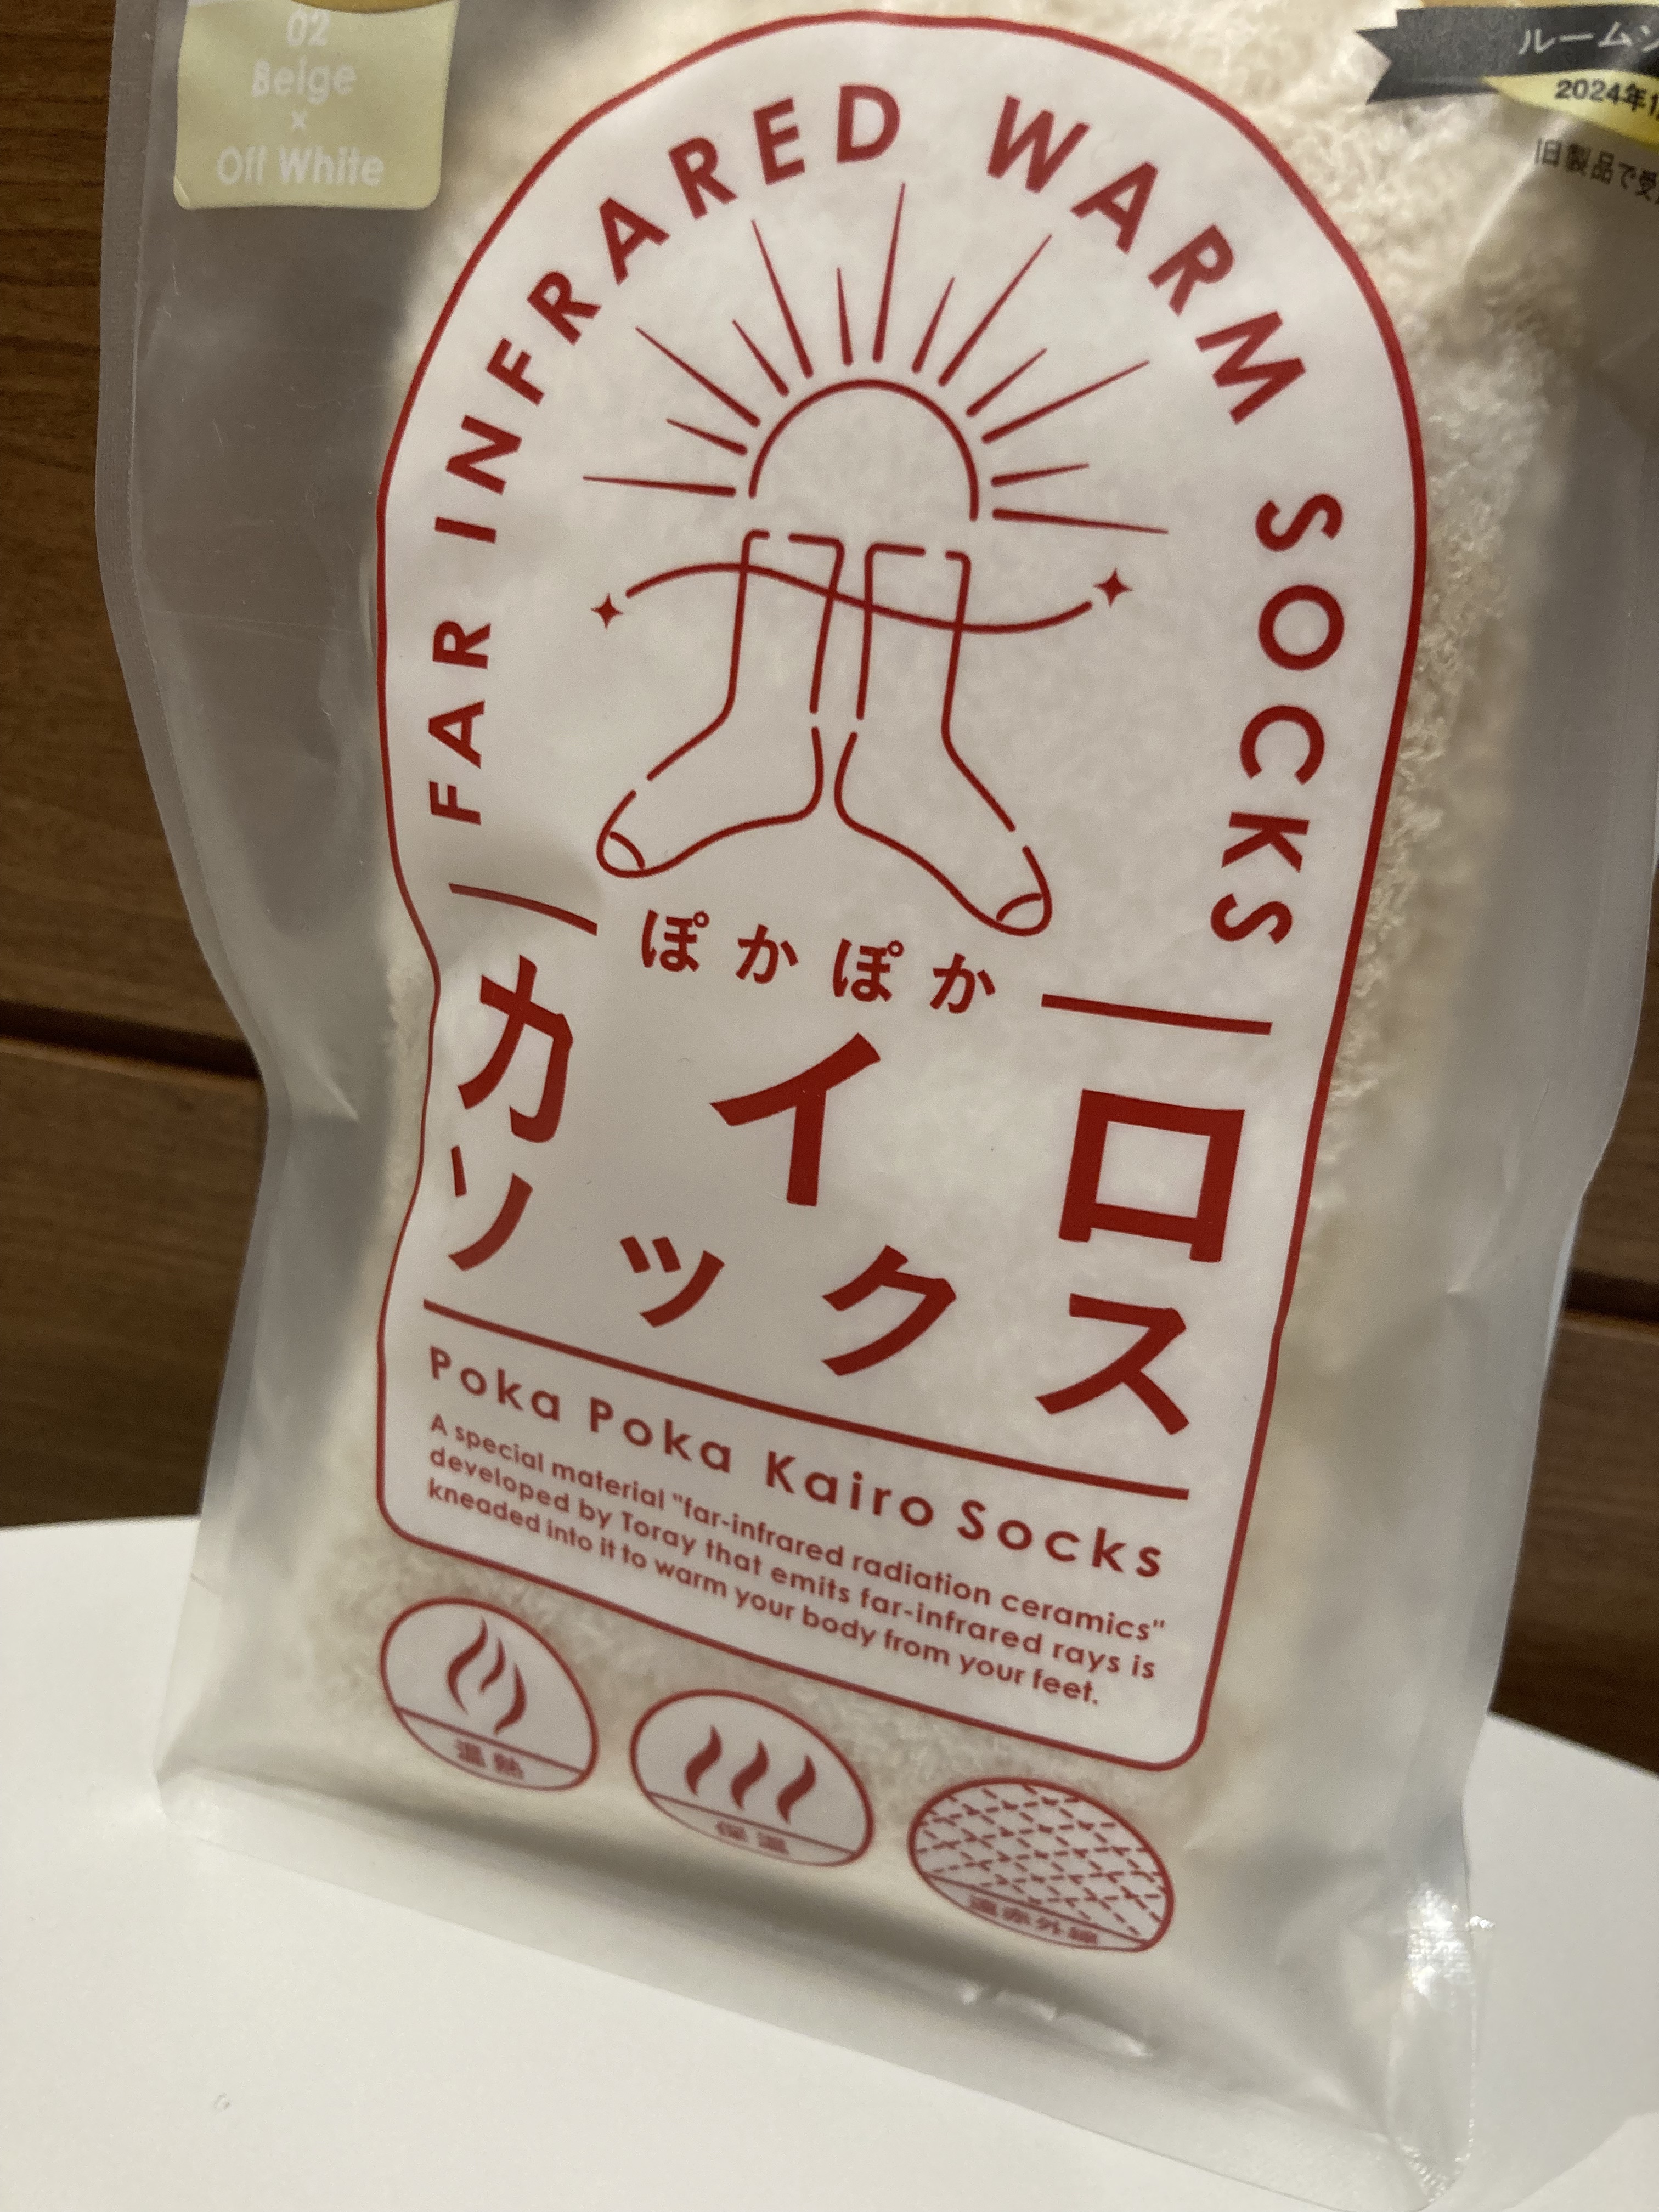 02
Beige
×
Off White
ルーム
2024年1
旧製品で受
FAR INFRARED WARM SOCKS
ぽかぽか
カイロ
ソックス
Poka Poka Kairo Socks
A special material "far-infrared radiation ceramics"
developed by Toray that emits far-infrared rays is
kneaded into it to warm your body from your feet.
温熱
保温
遠赤外線